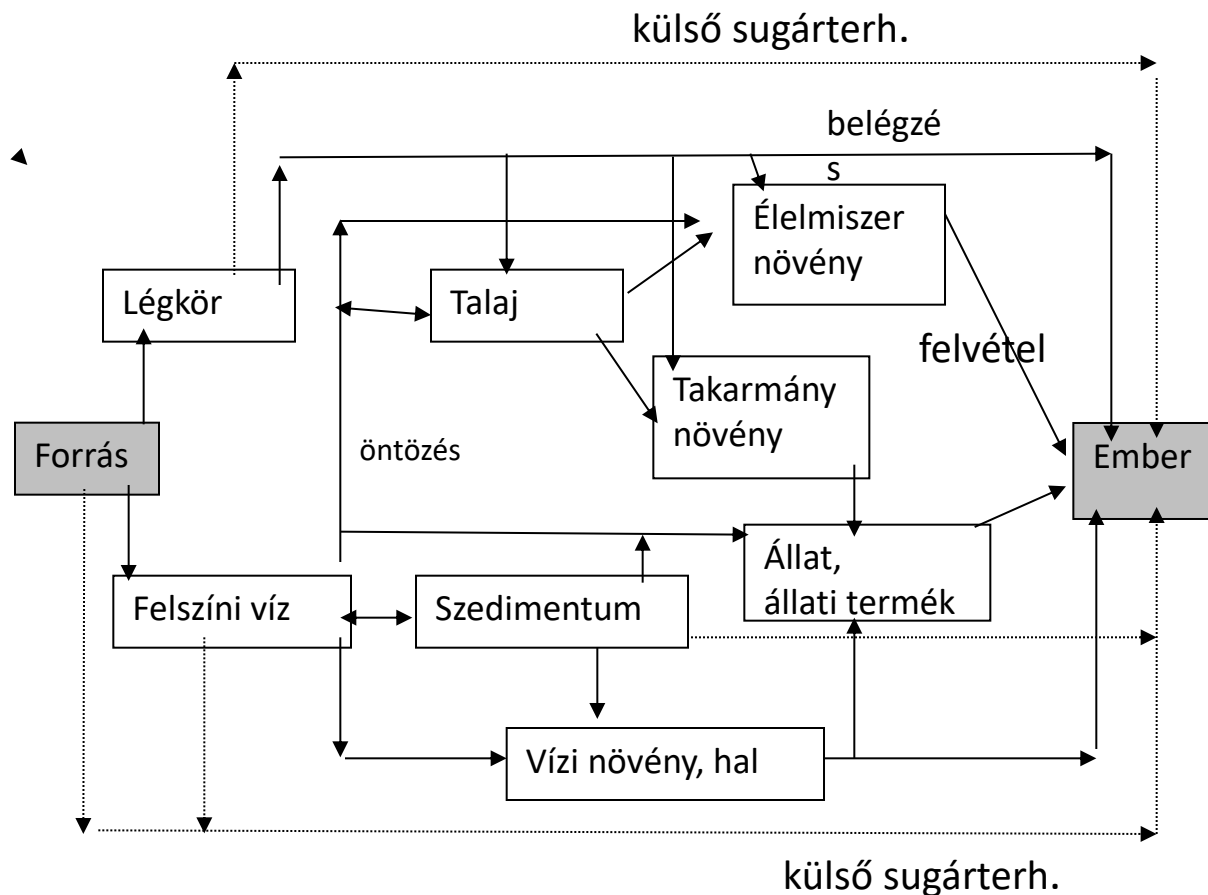 külső sugárterh.
belégzé
s
Élelmiszer
növény
Légkör
Talaj
felvétel
Takarmány
növény
Forrás
öntözés
Ember
Állat,
állati termék
Felszíni víz
Szedimentum
Vízi növény, hal
külső sugárterh.